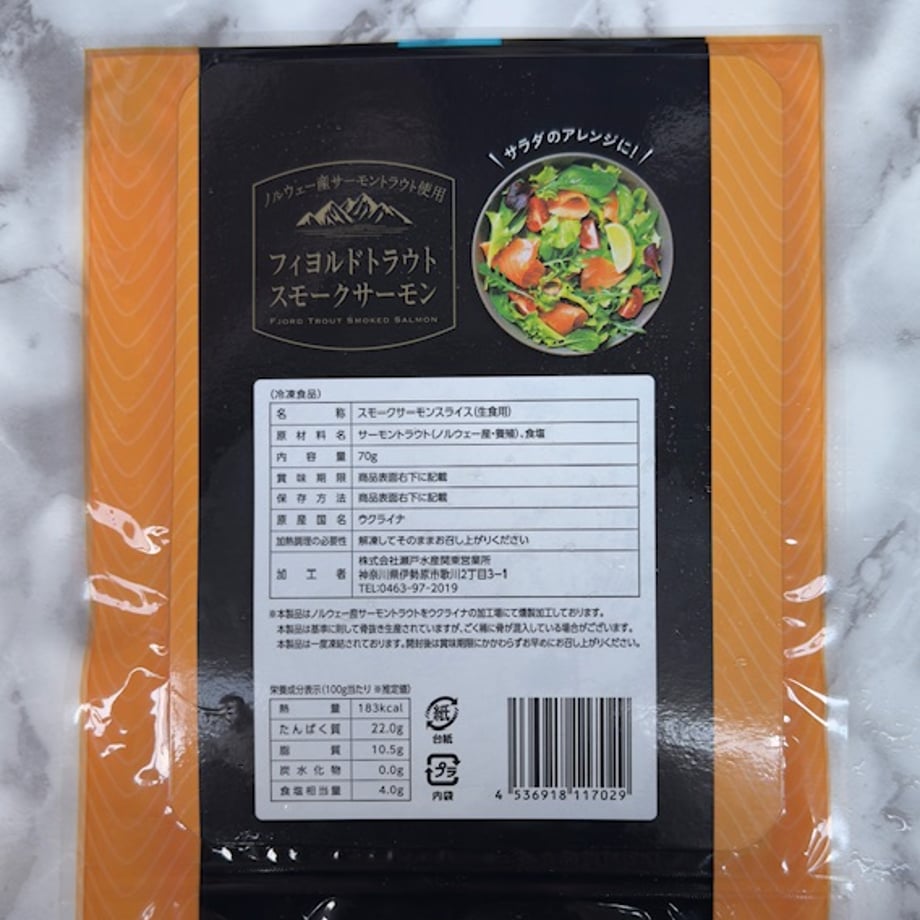 サラダのアレンジに!
ノルウェー産サーモントラウト使用
フィヨルドトラウト
スモークサーモン
FJORD TROUT SMOKED SALMON
(冷凍食品)
名称 スモークサーモンスライス(生食用)
原材料名 サーモントラウト(ノルウェー産・養殖)、食塩
内容量 70g
賞味期限 商品表面右下に記載
保存方法 商品表面右下に記載
原産国名 ウクライナ
加熱調理の必要性 解凍してそのままお召し上がりください
加工者 株式会社瀬戸水産関東営業所
神奈川県伊勢原市歌川2丁目3-1
TEL:0463-97-2019
※本製品はノルウェー産サーモントラウトをウクライナの加工場にて燻製加工しております。
本製品は基準に則して骨抜き生産されていますが、ごく稀に骨が混入している場合がございます。
本製品は一度凍結されております。開封後は賞味期限にかかわらずお早めにお召し上がりください。
栄養成分表示(100g当たり ※推定値)
熱量 183kcal
たんぱく質 22.0g
脂質 10.5g
炭水化物 0.0g
食塩相当量 4.0g
紙
台紙
プラ
内袋
4 536918 117029